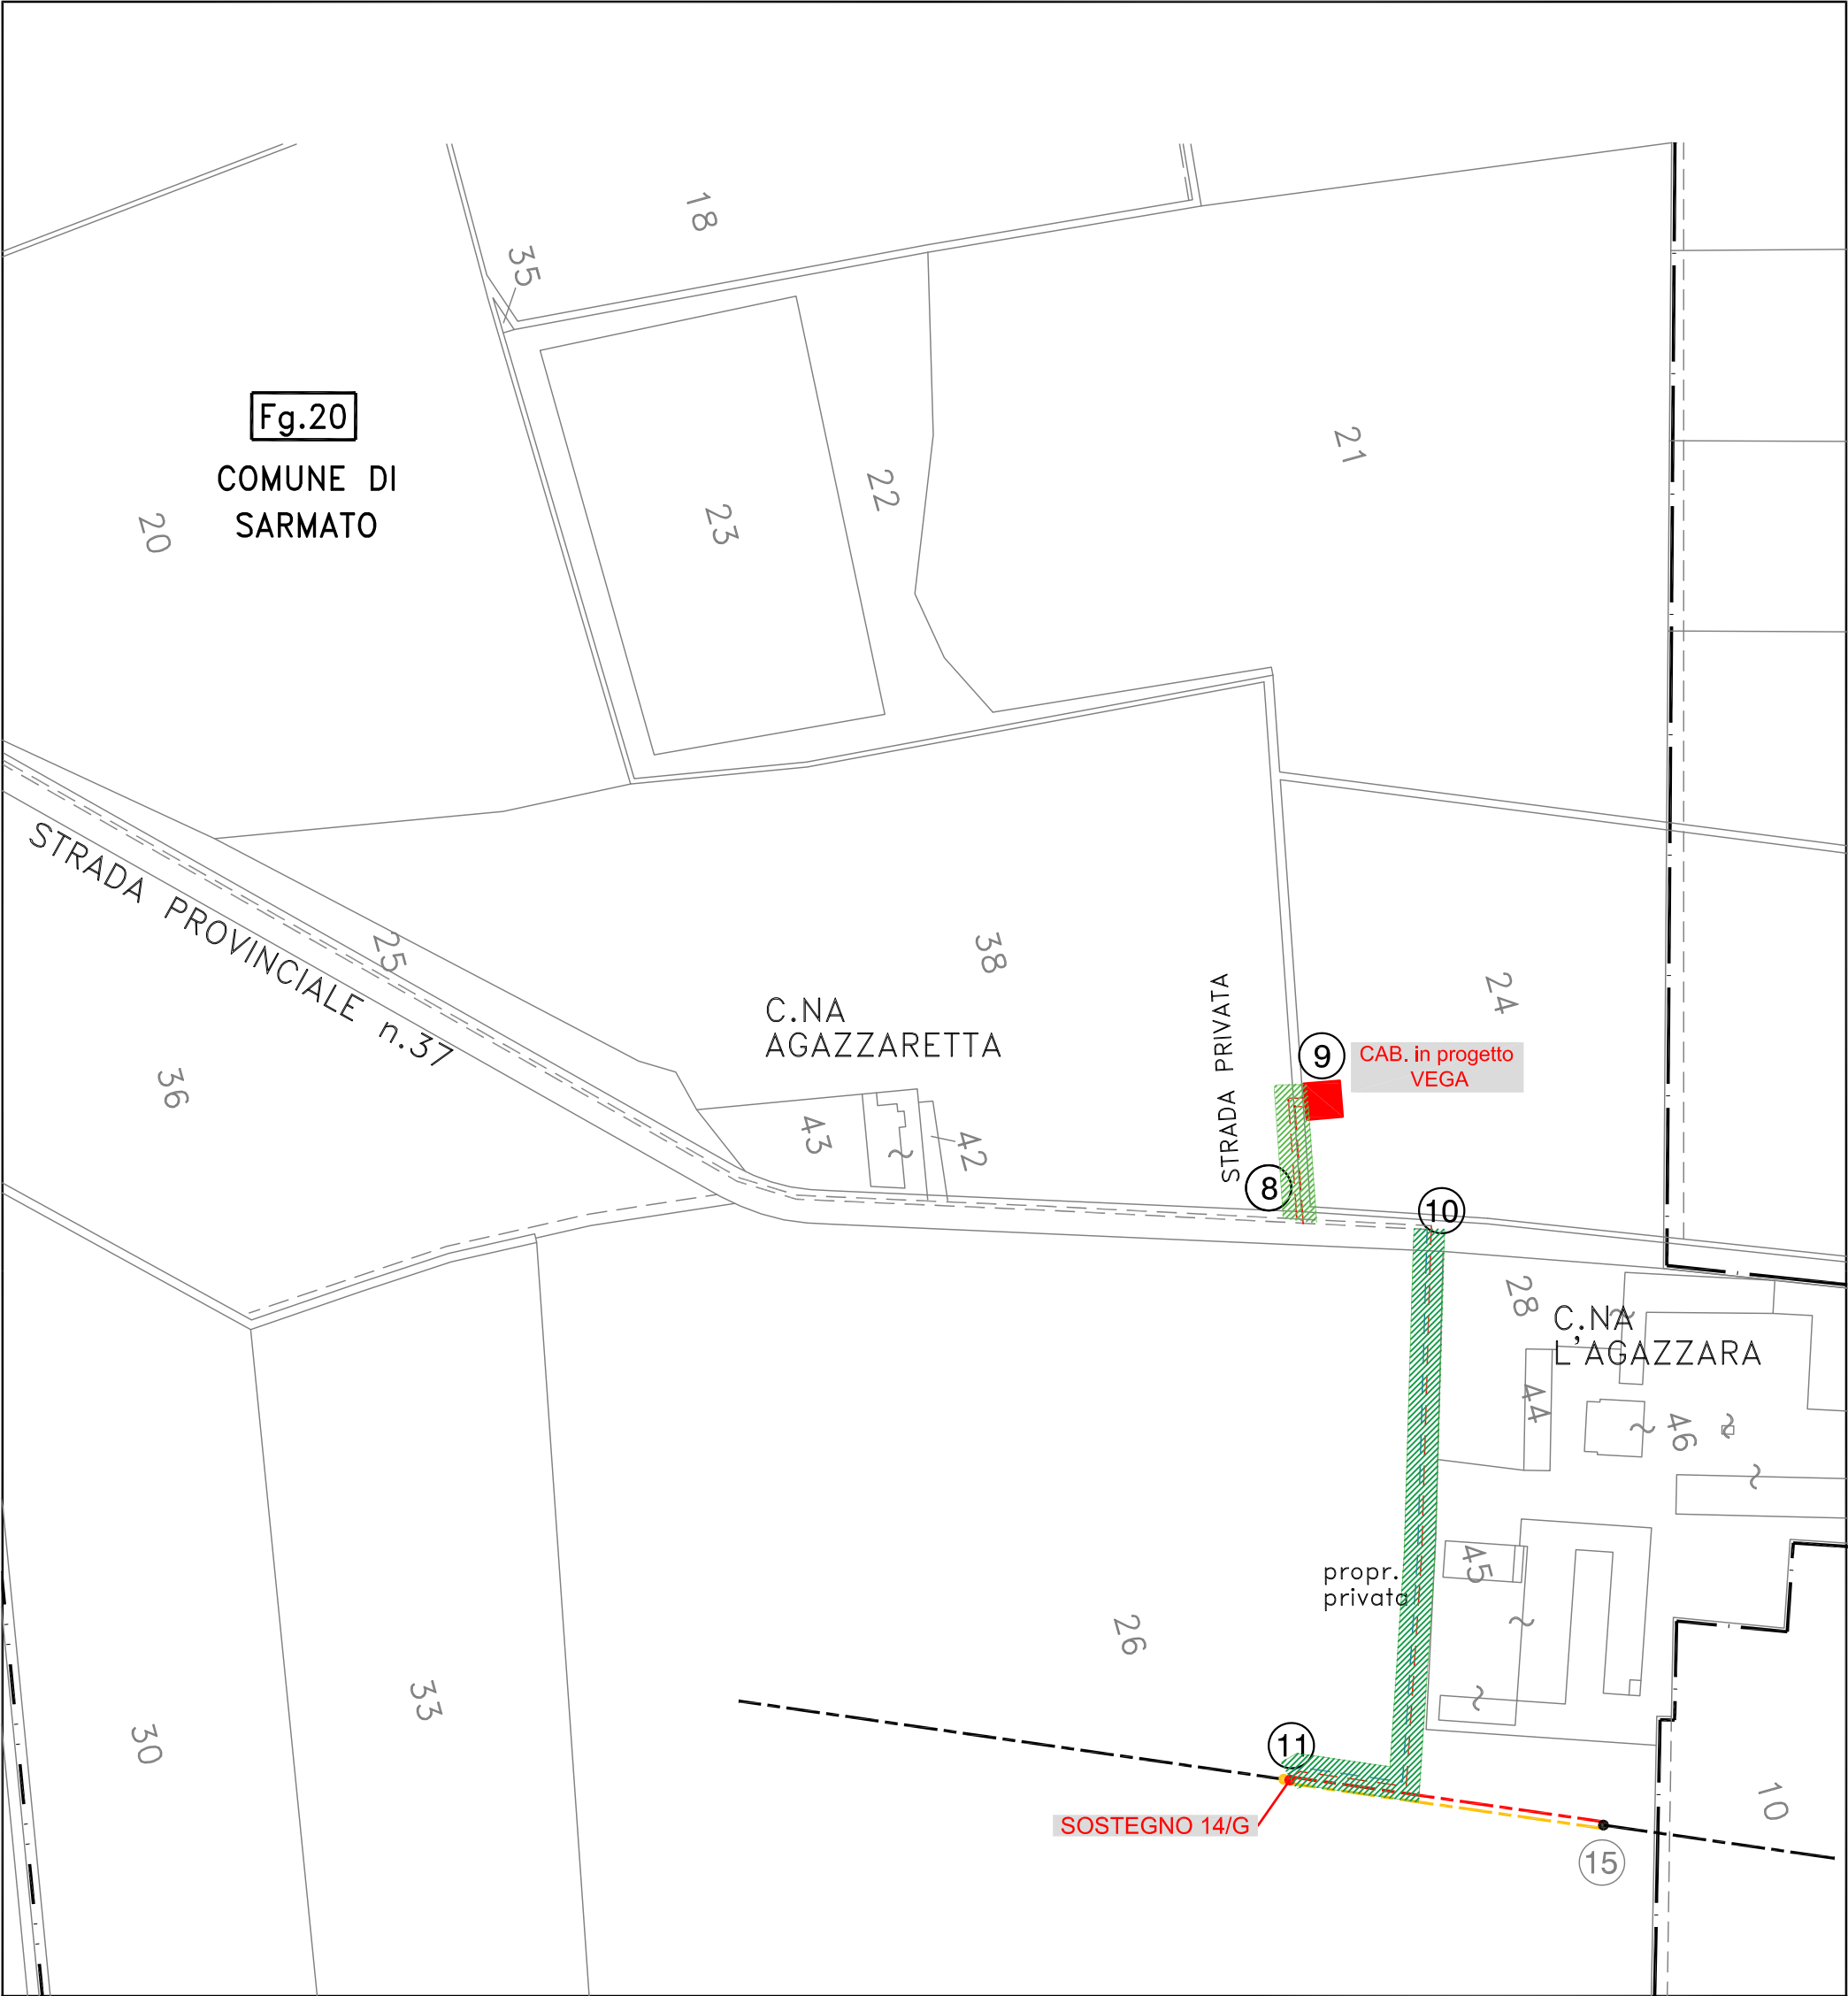 18
35
Fg.20
COMUNE DI
SARMATO
20
23
22
21
STRADA PROVINCIALE n.37
25
38
24
C.NA
AGAZZARETTA
STRADA PRIVATA
9
CAB. in progetto
VEGA
36
43
42
8
10
28
C.NA
L'AGAZZARA
44
46
45
propr.
privata
26
33
30
11
SOSTEGNO 14/G
10
15